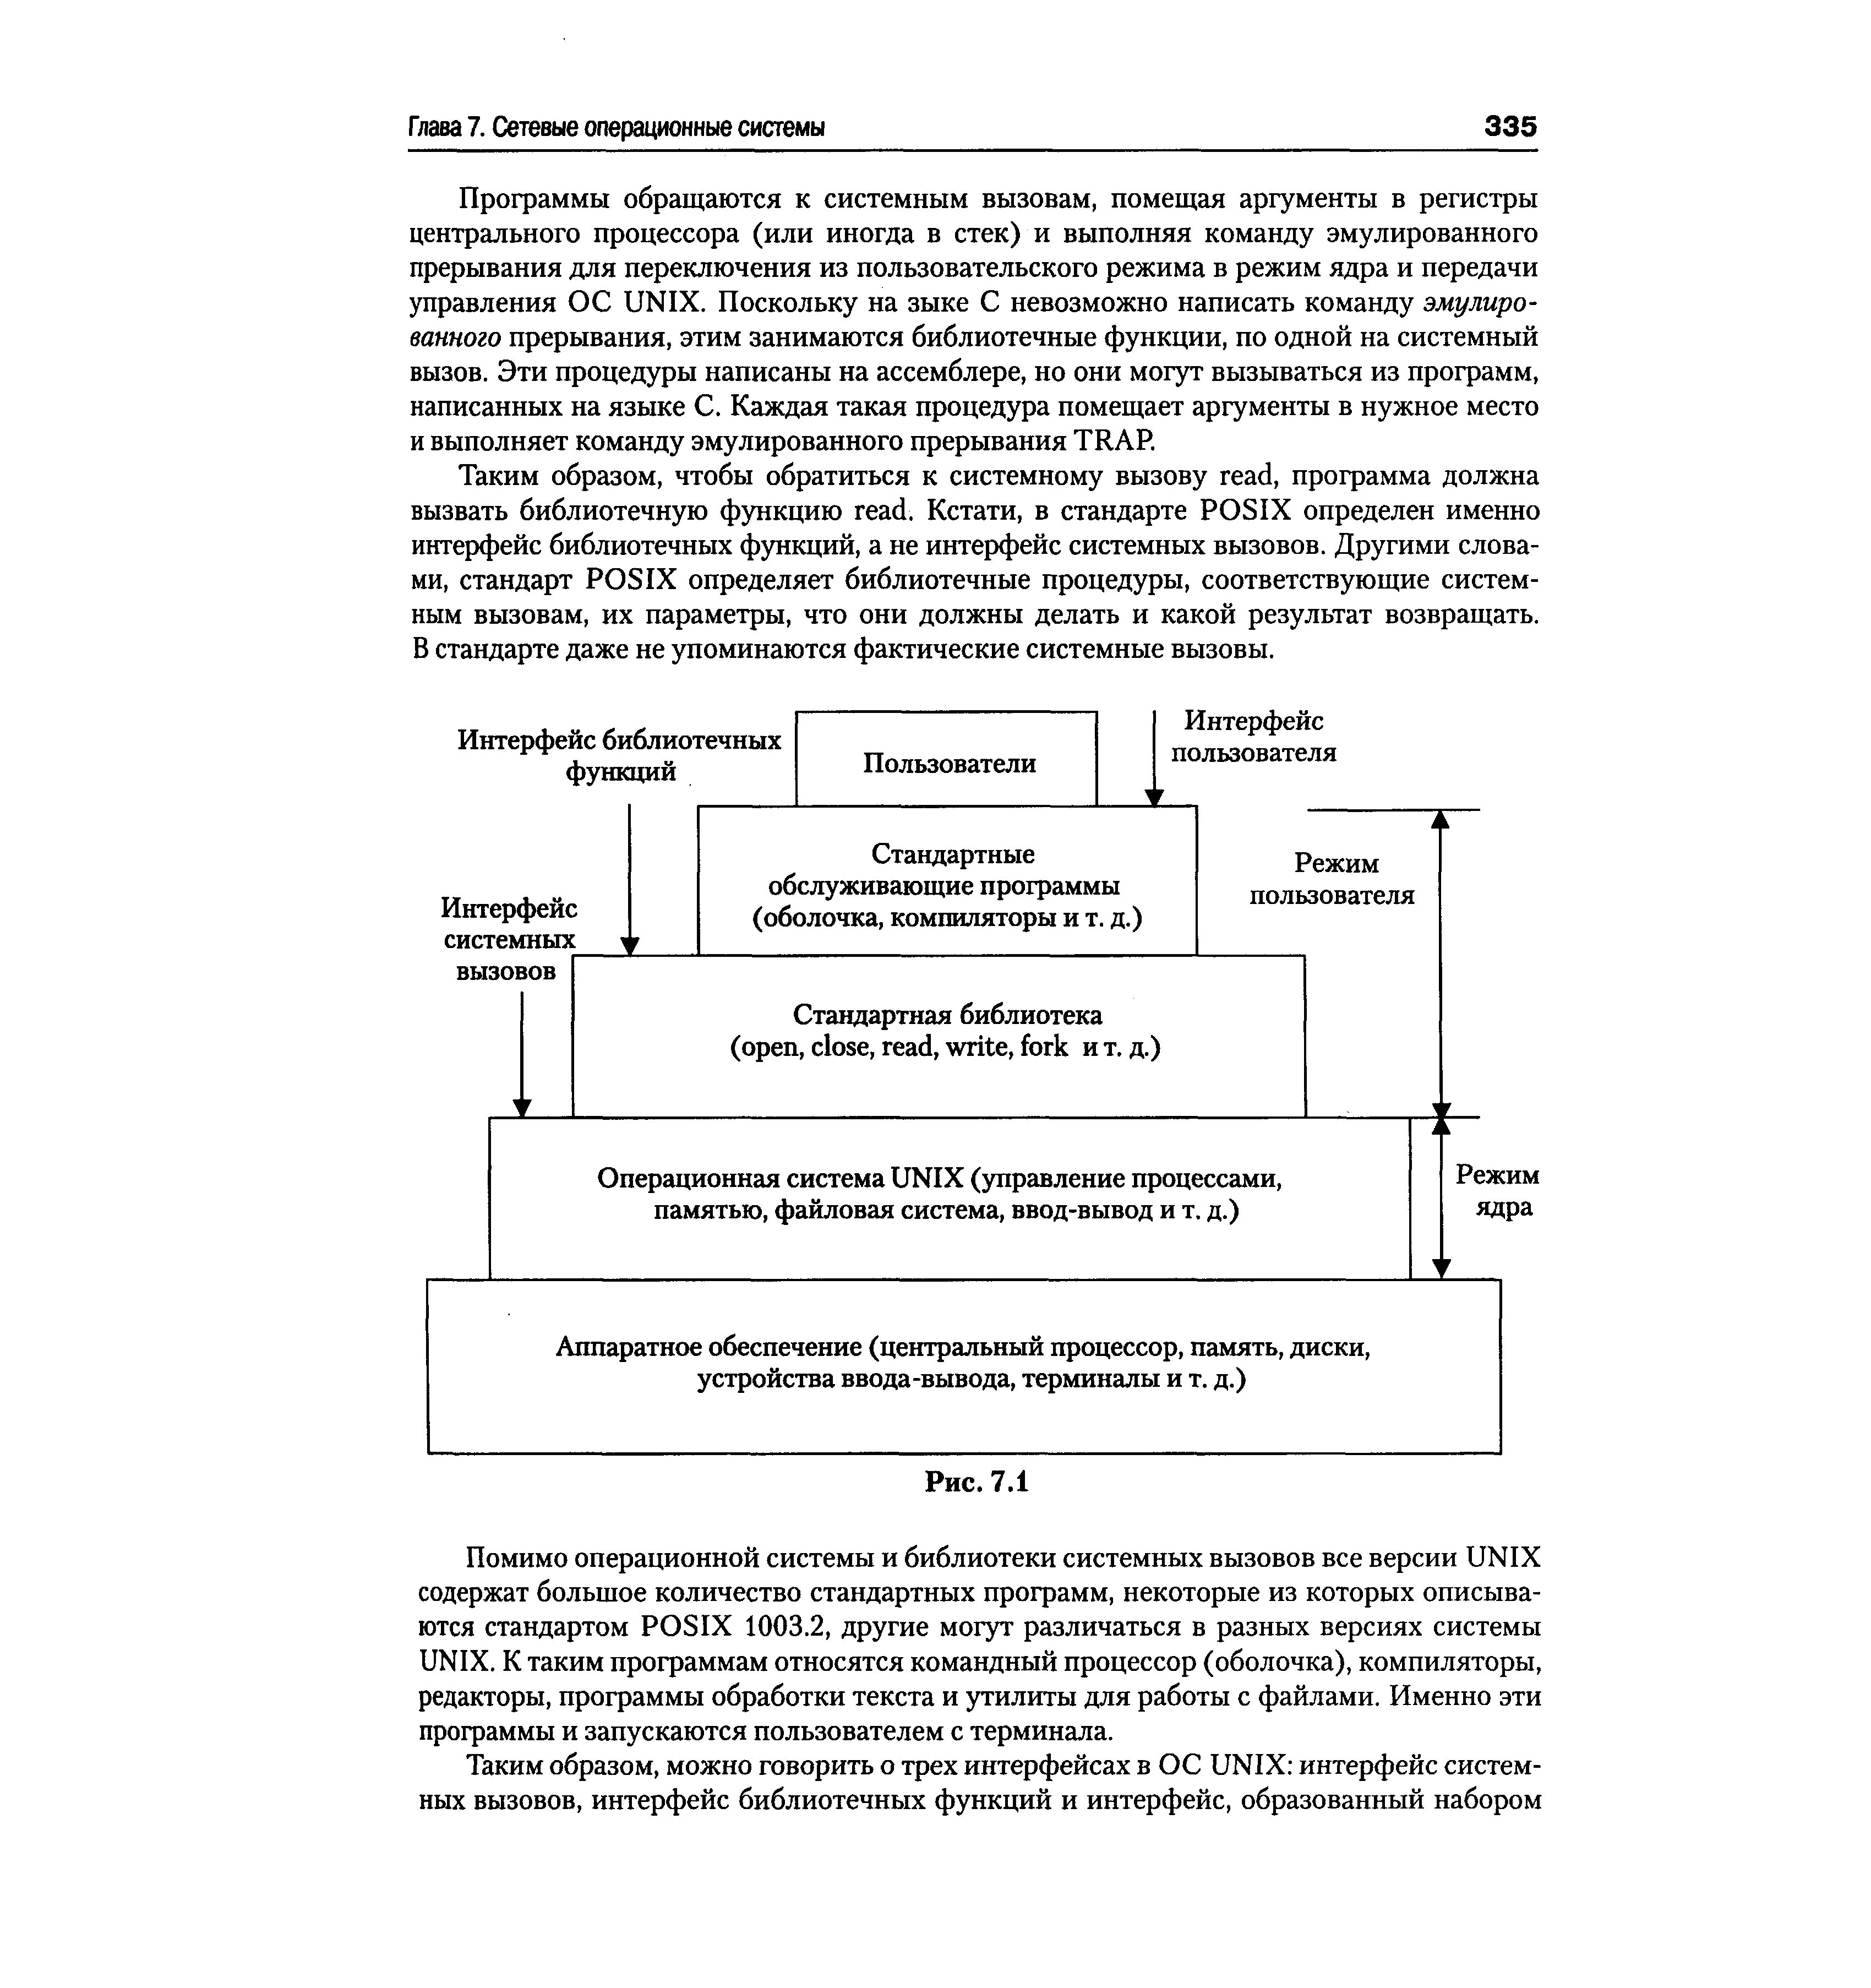 Глава 7. Сетевые операционные системы 335
Программы обращаются к системным вызовам, помещая аргументы в регистры
центрального процессора (или иногда в стек) и выполняя команду эмулированного
прерывания для переключения из пользовательского режима в режим ядра и передачи
управления ОС UNIX. Поскольку на зыке С невозможно написать команду эмулиро-
ванного прерывания, этим занимаются библиотечные функции, по одной на системный
вызов. Эти процедуры написаны на ассемблере, но они могут вызываться из программ,
написанных на языке С. Каждая такая процедура помещает аргументы в нужное место
и выполняет команду эмулированного прерывания TRAP.
Таким образом, чтобы обратиться к системному вызову read, программа должна
вызвать библиотечную функцию read. Кстати, в стандарте POSIX определен именно
интерфейс библиотечных функций, а не интерфейс системных вызовов. Другими слова-
ми, стандарт POSIX определяет библиотечные процедуры, соответствующие систем-
ным вызовам, их параметры, что они должны делать и какой результат возвращать.
В стандарте даже не упоминаются фактические системные вызовы.
Интерфейс библиотечных
функций
Пользователи
Интерфейс
пользователя
Стандартные
обслуживающие программы
(оболочка, компиляторы и т. д.)
Режим
пользователя
Интерфейс
системных
вызовов
Стандартная библиотека
(open, close, read, write, fork и т. д.)
Операционная система UNIX (управление процессами,
памятью, файловая система, ввод-вывод и т. д.)
Режим
ядра
Аппаратное обеспечение (центральный процессор, память, диски,
устройства ввода-вывода, терминалы и т. д.)
Рис. 7.1
Помимо операционной системы и библиотеки системных вызовов все версии UNIX
содержат большое количество стандартных программ, некоторые из которых описыва-
ются стандартом POSIX 1003.2, другие могут различаться в разных версиях системы
UNIX. К таким программам относятся командный процессор (оболочка), компиляторы,
редакторы, программы обработки текста и утилиты для работы с файлами. Именно эти
программы и запускаются пользователем с терминала.
Таким образом, можно говорить о трех интерфейсах в ОС UNIX: интерфейс систем-
ных вызовов, интерфейс библиотечных функций и интерфейс, образованный набором